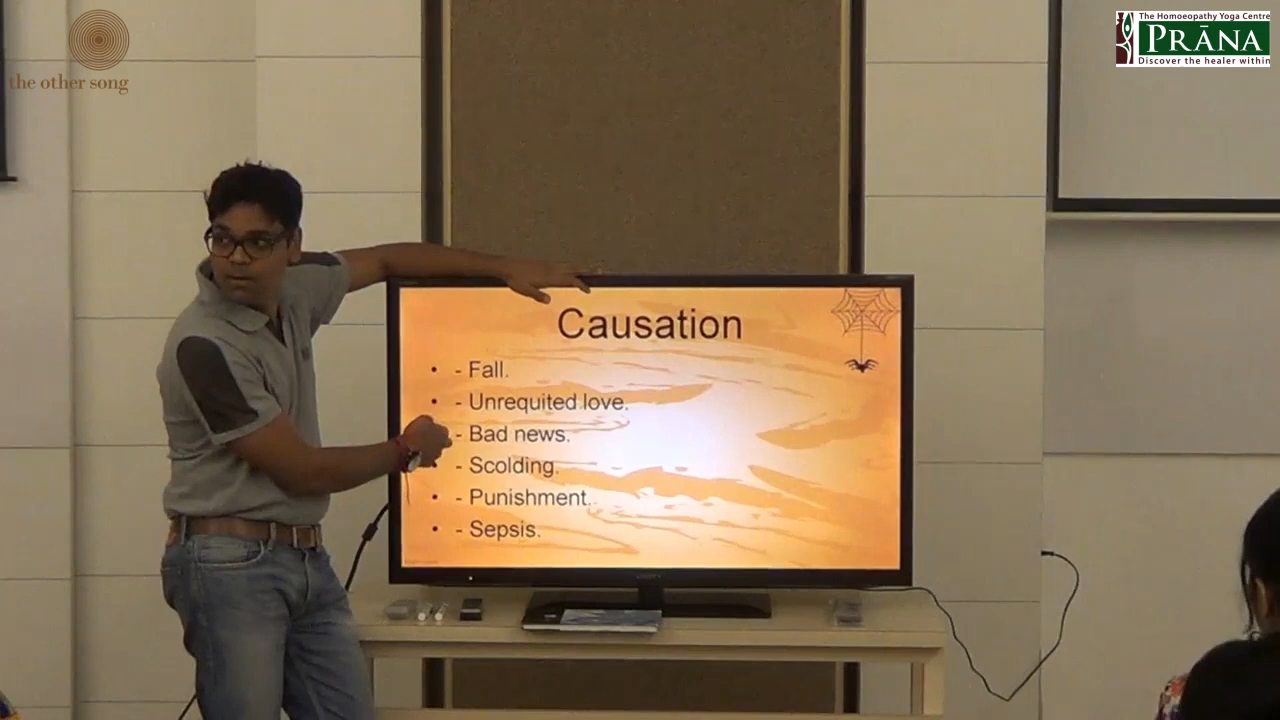 the other song
The Homoeopathy Yoga Centre
PRĀNA
Discover the healer within
Causation
• - Fall.
• - Unrequited love.
- Bad news.
- Scolding.
• - Punishment.
• - Sepsis.